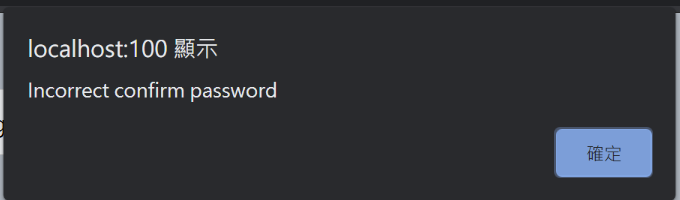 localhost:100 顯示
Incorrect confirm password
確定